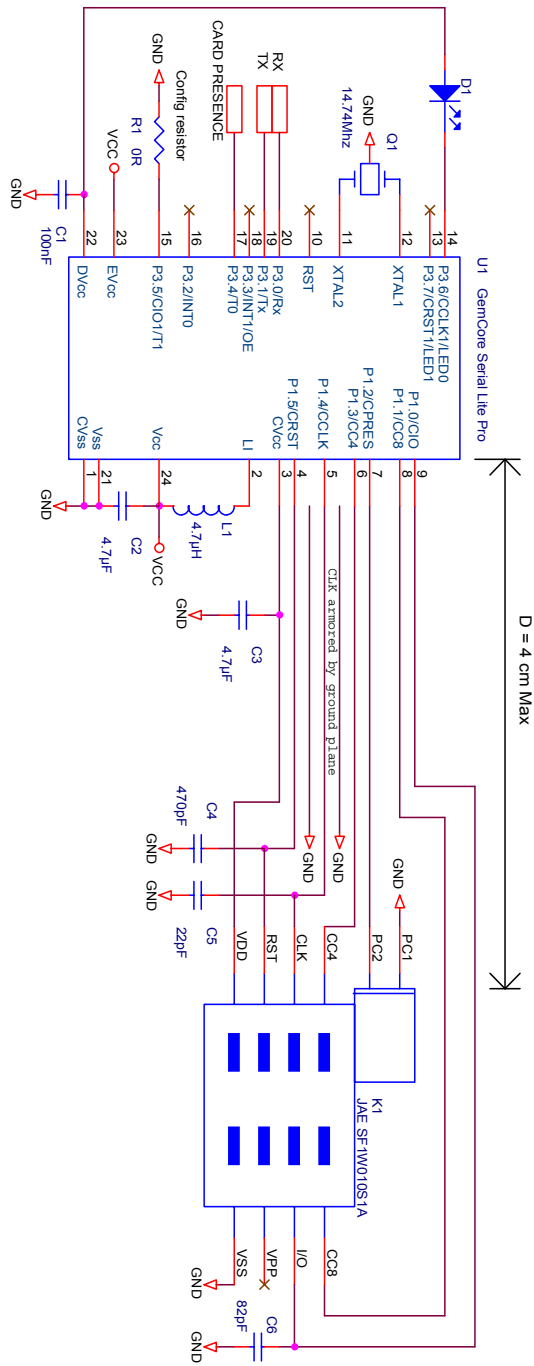 U1 GemCore Serial Lite Pro
D1
Q1
14.74Mhz
GND
RX
TX
CARD PRESENCE
Config resistor
R1 0R
GND
VCC
C1
100nF
GND
14
13
12
11
10
20
19
18
17
16
15
23
22
P3.6/CCLK1/LED0
P3.7/CRST1/LED1
XTAL1
XTAL2
RST
P3.0/Rx
P3.1/Tx
P3.3/INT1/OE
P3.4/T0
P3.2/INT0
P3.5/CIO1/T1
EVcc
DVcc
P1.0/CIO
P1.1/CC8
P1.2/CPRES
P1.3/CC4
P1.4/CCLK
P1.5/CRST
CVcc
LI
Vcc
Vss
CVss
9
8
7
6
5
4
3
2
24
21
1
D = 4 cm Max
CLK armored by ground plane
L1
4.7µH
VCC
C2
4.7µF
GND
C3
4.7µF
GND
GND
GND
C4
470pF
GND
C5
22pF
GND
GND
PC1
PC2
CC4
CLK
RST
VDD
K1
JAE SF1W010S1A
CC8
I/O
VPP
VSS
GND
C6
82pF
GND